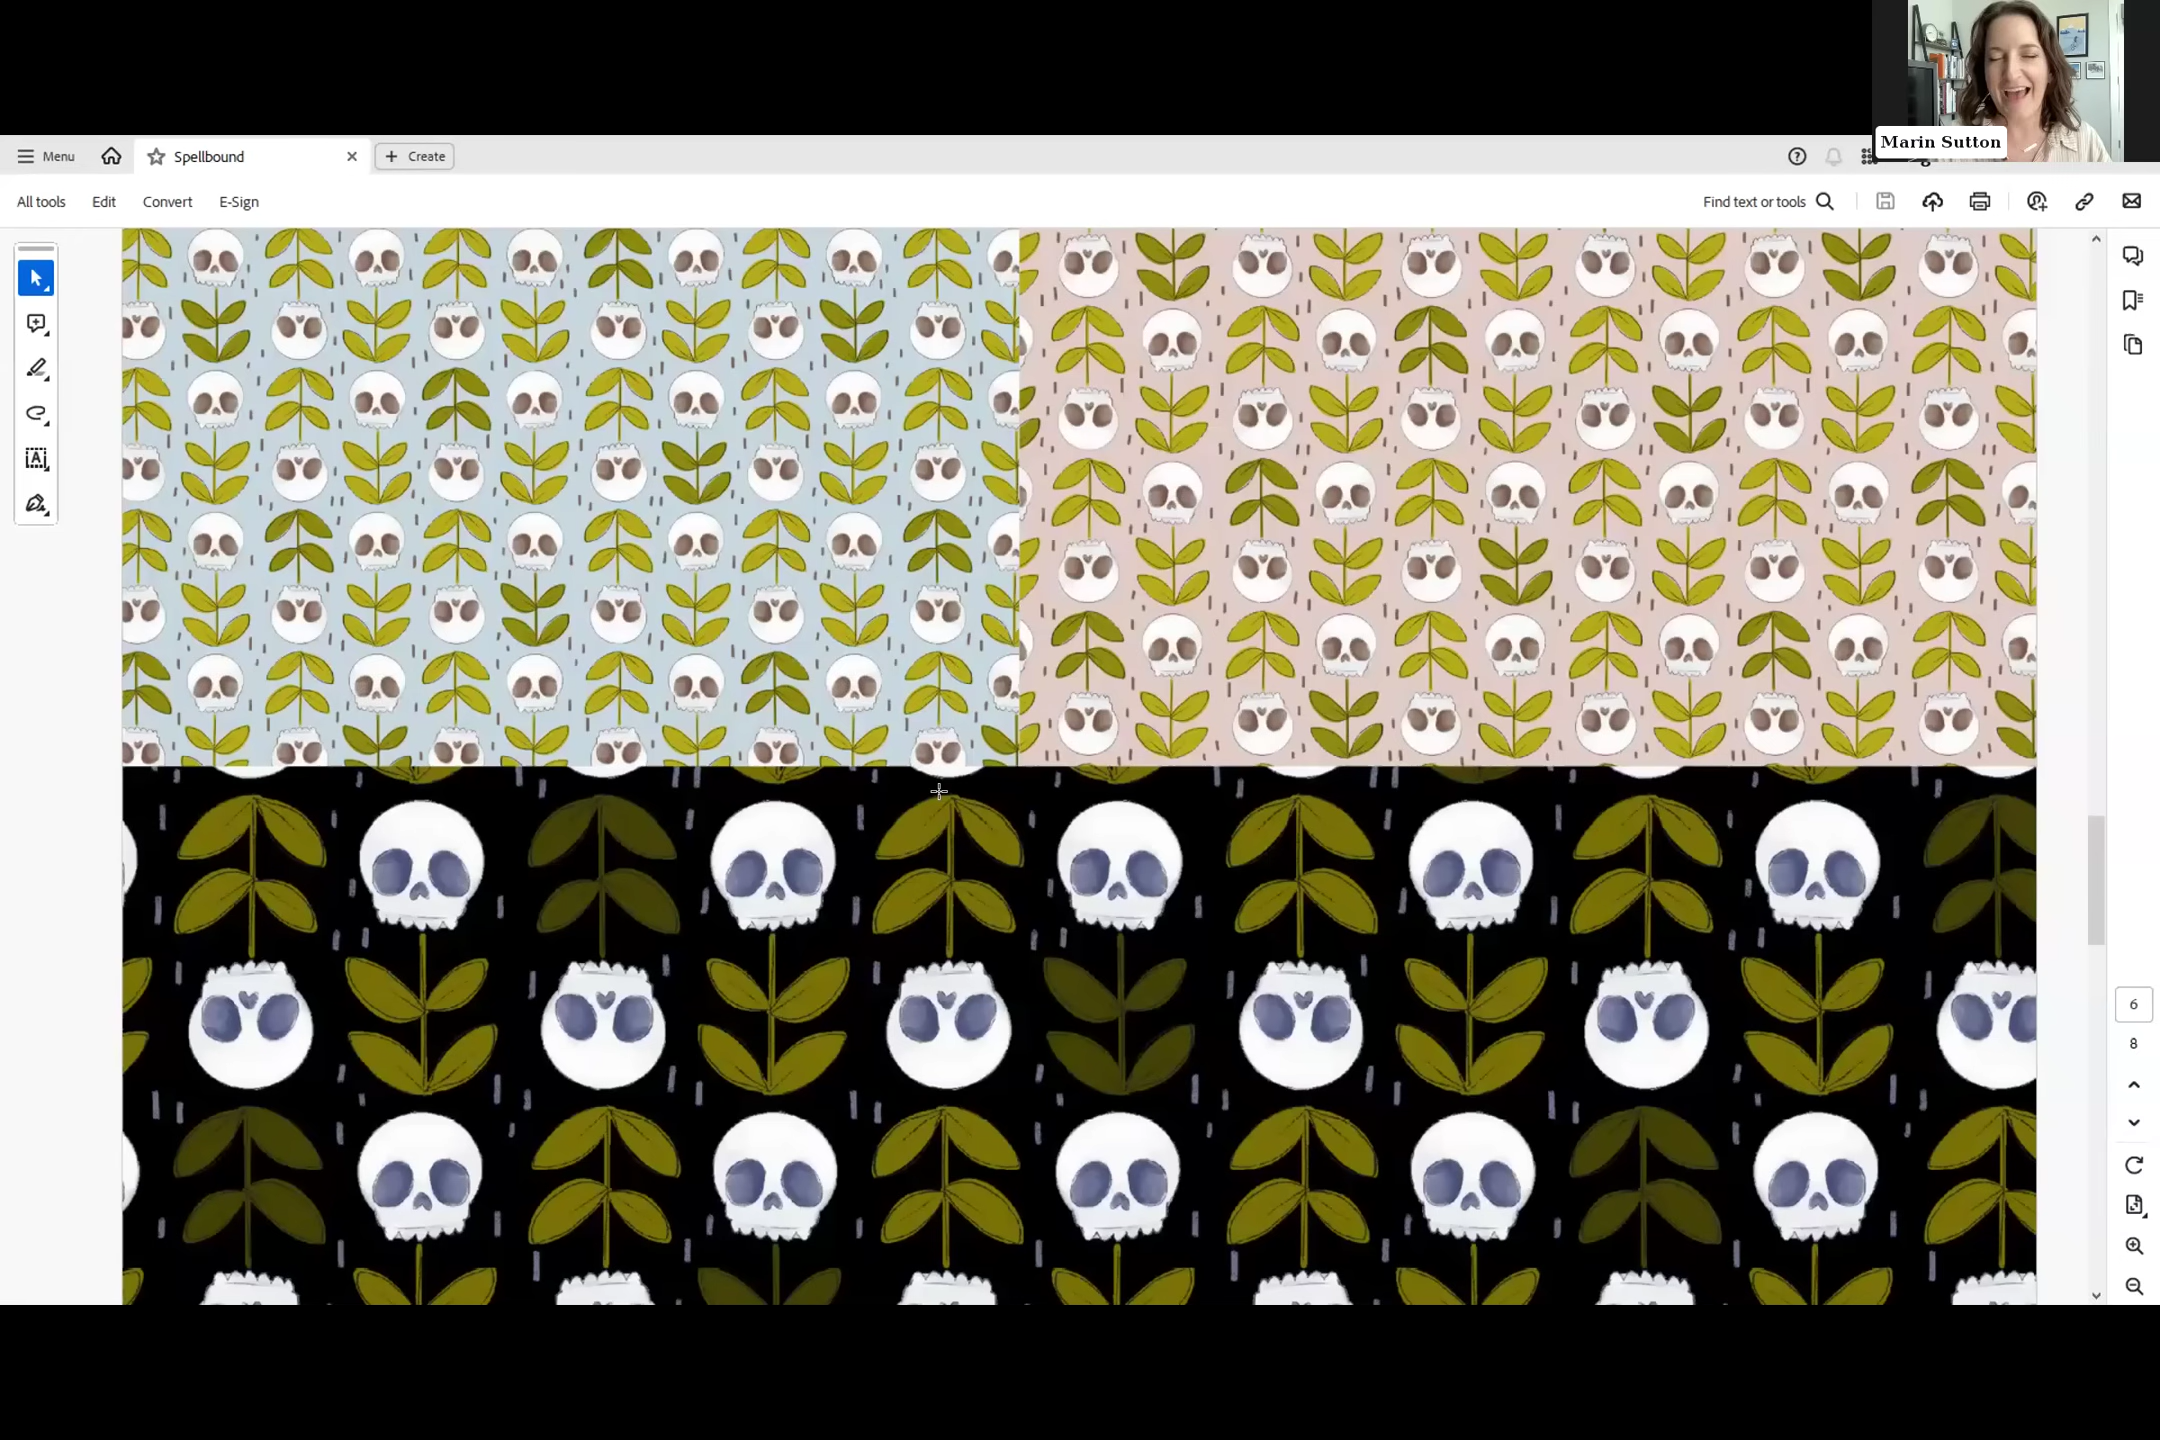 Marin Sutton
Menu
Spellbound
Create
All tools
Edit
Convert
E-Sign
Find text or tools
6
8